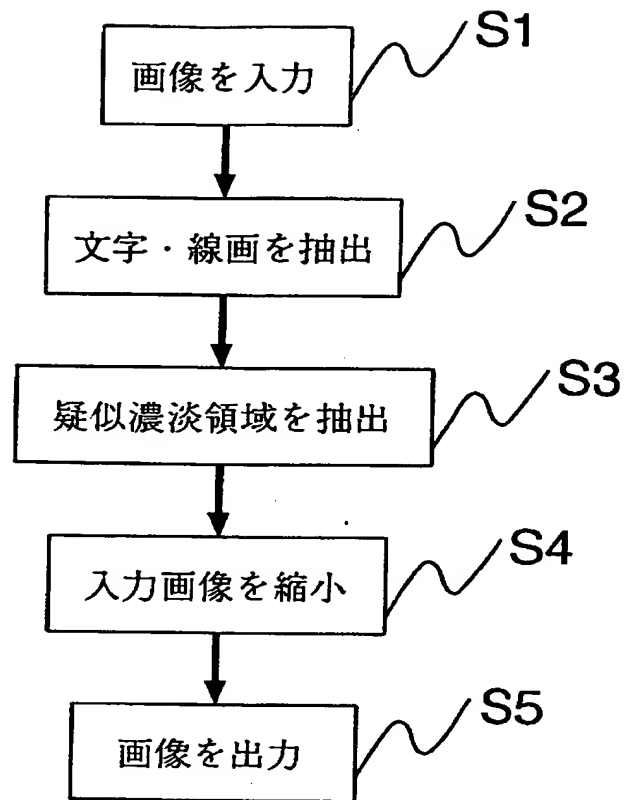 画像を入力
S1
文字・線画を抽出
S2
疑似濃淡領域を抽出
S3
入力画像を縮小
S4
画像を出力
S5